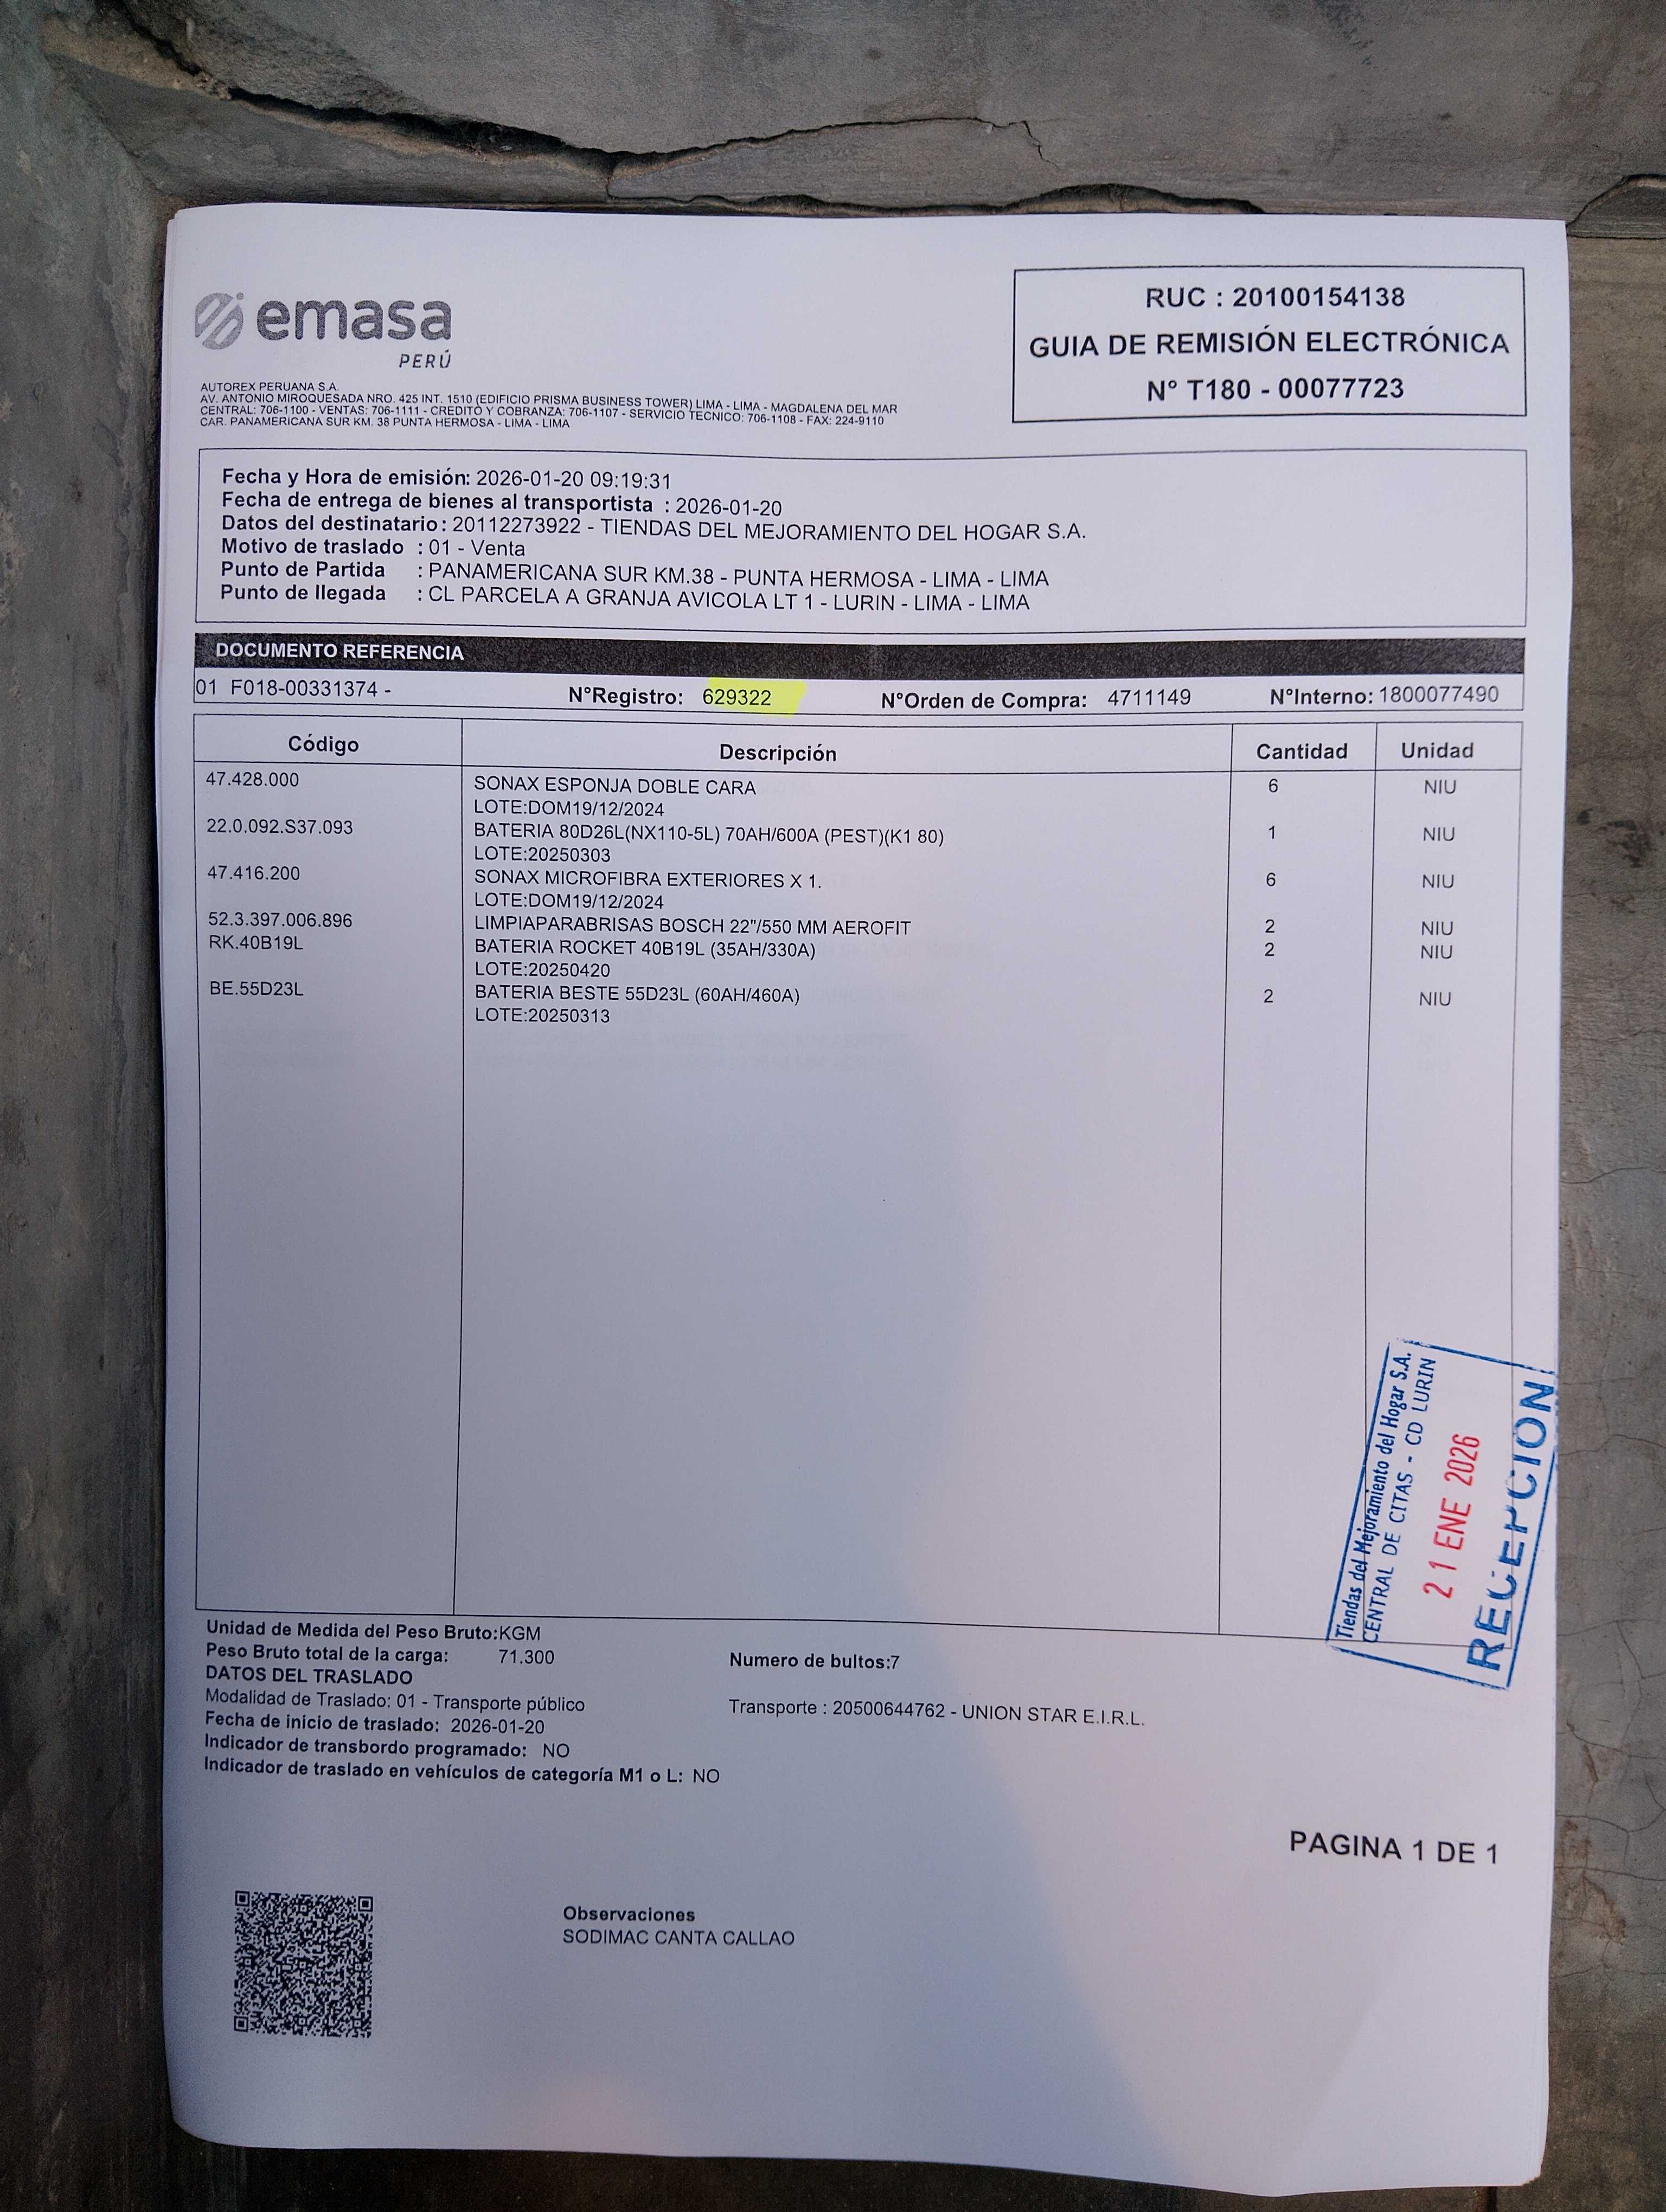 emasa
PERÚ
AUTOREX PERUANA S.A.
AV. ANTONIO MIROQUESADA NRO. 425 INT. 1510 (EDIFICIO PRISMA BUSINESS TOWER) LIMA - LIMA - MAGDALENA DEL MAR
CENTRAL: 706-1100 - VENTAS: 706-1111 - CREDITO Y COBRANZA: 706-1107 - SERVICIO TECNICO: 706-1108 - FAX: 224-9110
CAR. PANAMERICANA SUR KM. 38 PUNTA HERMOSA - LIMA - LIMA
RUC : 20100154138
GUIA DE REMISIÓN ELECTRÓNICA
N° T180 - 00077723
Fecha y Hora de emisión: 2026-01-20 09:19:31
Fecha de entrega de bienes al transportista : 2026-01-20
Datos del destinatario : 20112273922 - TIENDAS DEL MEJORAMIENTO DEL HOGAR S.A.
Motivo de traslado : 01 - Venta
Punto de Partida : PANAMERICANA SUR KM.38 - PUNTA HERMOSA - LIMA - LIMA
Punto de llegada : CL PARCELA A GRANJA AVICOLA LT 1 - LURIN - LIMA - LIMA
DOCUMENTO REFERENCIA
01 F018-00331374 - N°Registro: 629322 N°Orden de Compra: 4711149 N°Interno: 1800077490
Código Descripción Cantidad Unidad
47.428.000 SONAX ESPONJA DOBLE CARA 6 NIU
LOTE:DOM19/12/2024
22.0.092.S37.093 BATERIA 80D26L(NX110-5L) 70AH/600A (PEST)(K1 80) 1 NIU
LOTE:20250303
47.416.200 SONAX MICROFIBRA EXTERIORES X 1. 6 NIU
LOTE:DOM19/12/2024
52.3.397.006.896 LIMPIAPARABRISAS BOSCH 22"/550 MM AEROFIT 2 NIU
RK.40B19L BATERIA ROCKET 40B19L (35AH/330A) 2 NIU
LOTE:20250420
BE.55D23L BATERIA BESTE 55D23L (60AH/460A) 2 NIU
LOTE:20250313
Tiendas del Mejoramiento del Hogar S.A.
CENTRAL DE CITAS - CD LURIN
21 ENE 2026
RECEPCION
Unidad de Medida del Peso Bruto:KGM
Peso Bruto total de la carga: 71.300 Numero de bultos:7
DATOS DEL TRASLADO
Modalidad de Traslado: 01 - Transporte público Transporte : 20500644762 - UNION STAR E.I.R.L.
Fecha de inicio de traslado: 2026-01-20
Indicador de transbordo programado: NO
Indicador de traslado en vehículos de categoría M1 o L: NO
PAGINA 1 DE 1
Observaciones
SODIMAC CANTA CALLAO